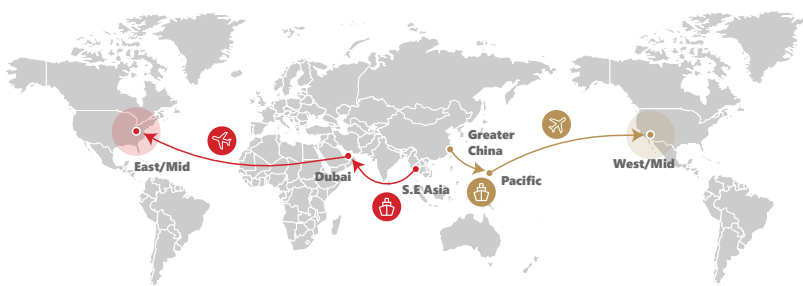 Greater
China
East/Mid
West/Mid
Dubai
S.E Asia
Pacific